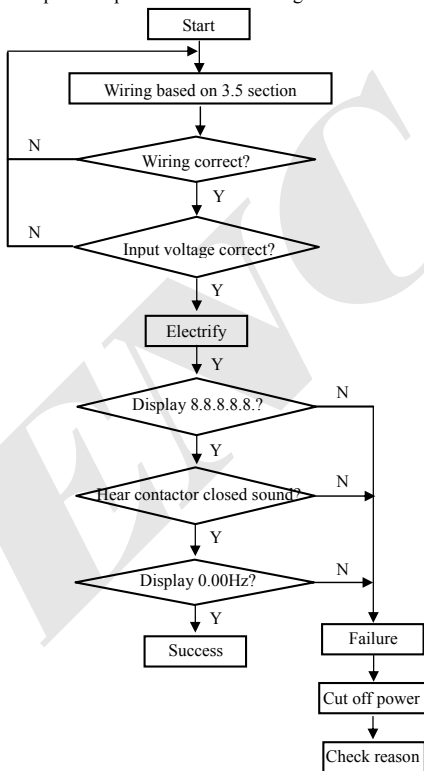 Start
Wiring based on 3.5 section
N
Wiring correct?
Y
N
Input voltage correct?
Y
Electrify
Y
Display 8.8.8.8.8.?
N
Y
Hear contactor closed sound?
N
Y
Display 0.00Hz?
N
Y
Success
Failure
Cut off power
Check reason
ENC